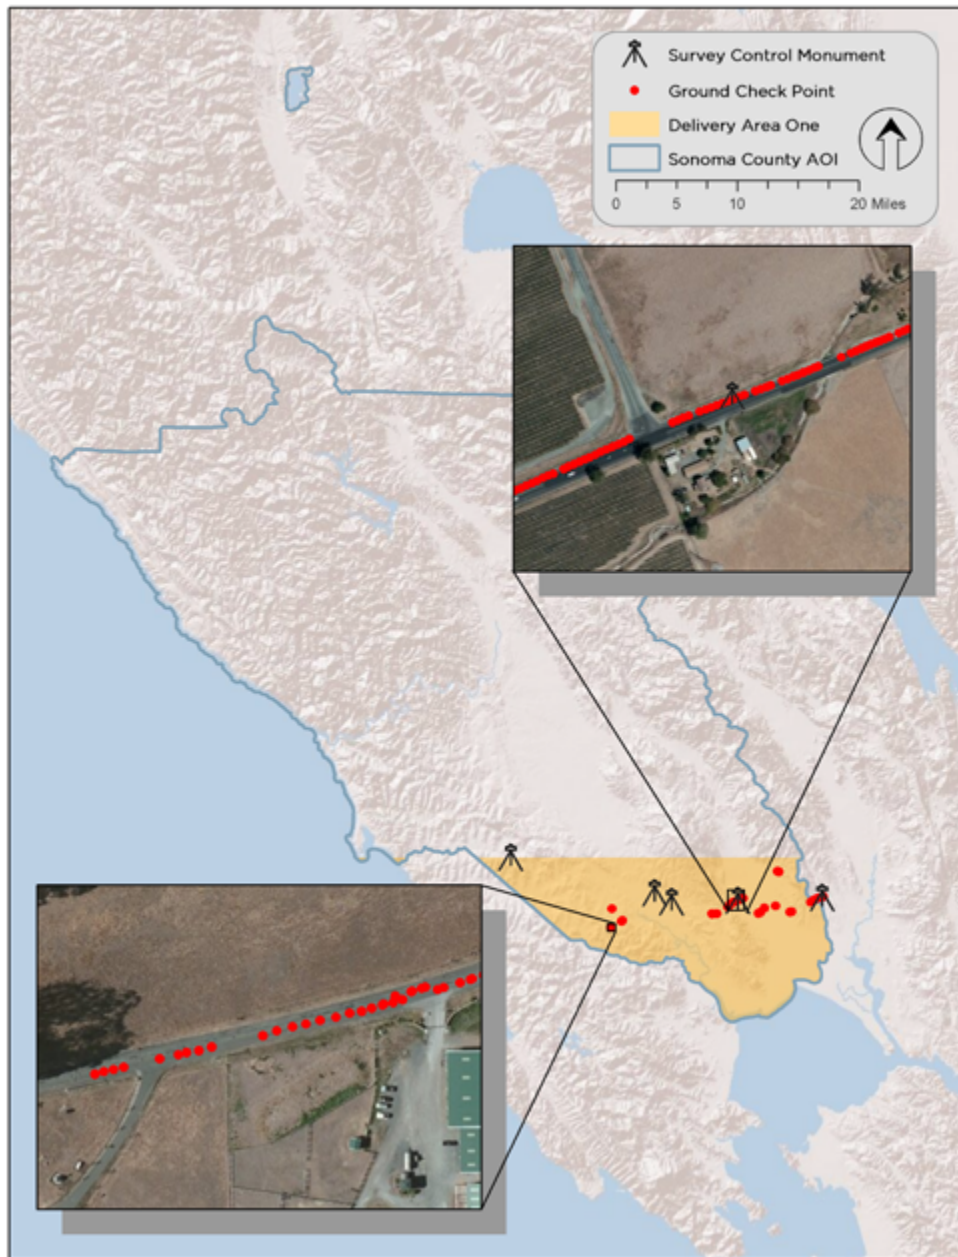 Survey Control Monument
Ground Check Point
Delivery Area One
Sonoma County AOI
0 5 10 20 Miles